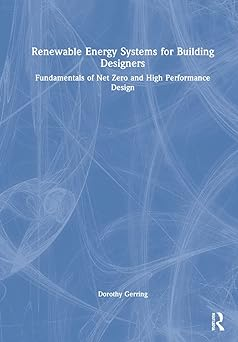 Renewable Energy Systems for Building
Designers
Fundamentals of Net Zero and High Performance
Design
Dorothy Gerring